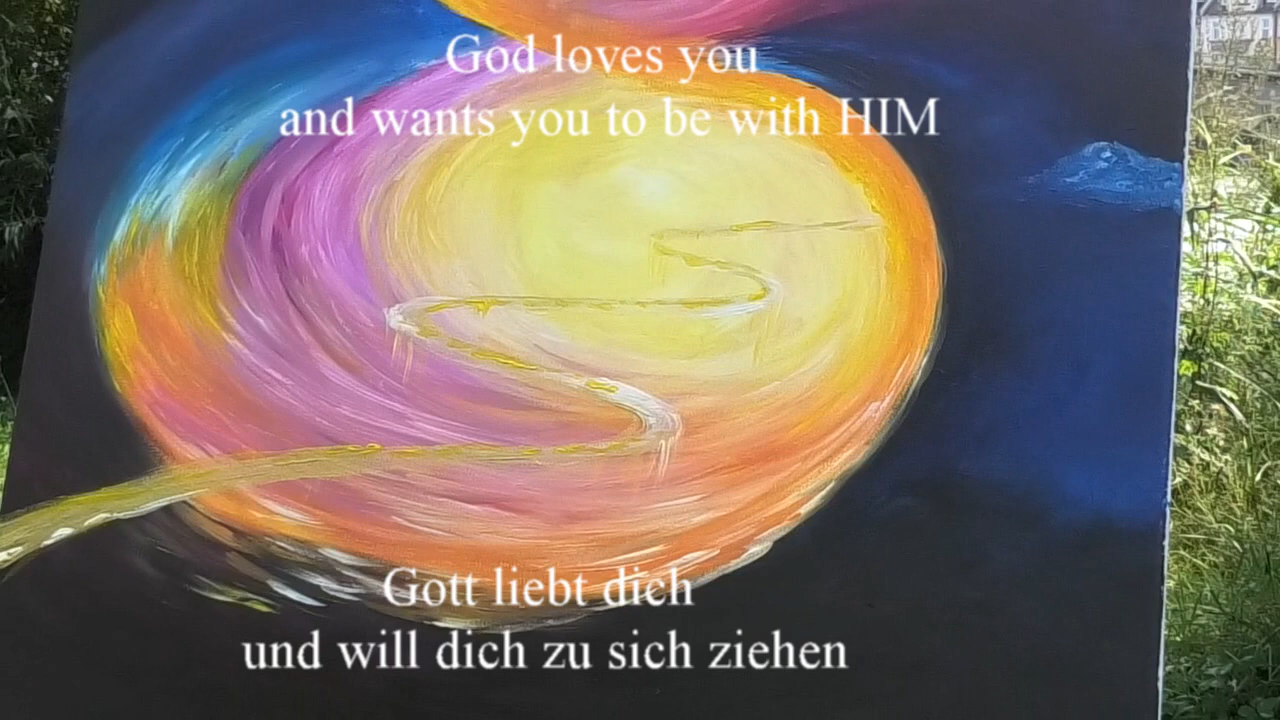 God loves you
and wants you to be with HIM
Gott liebt dich
und will dich zu sich ziehen